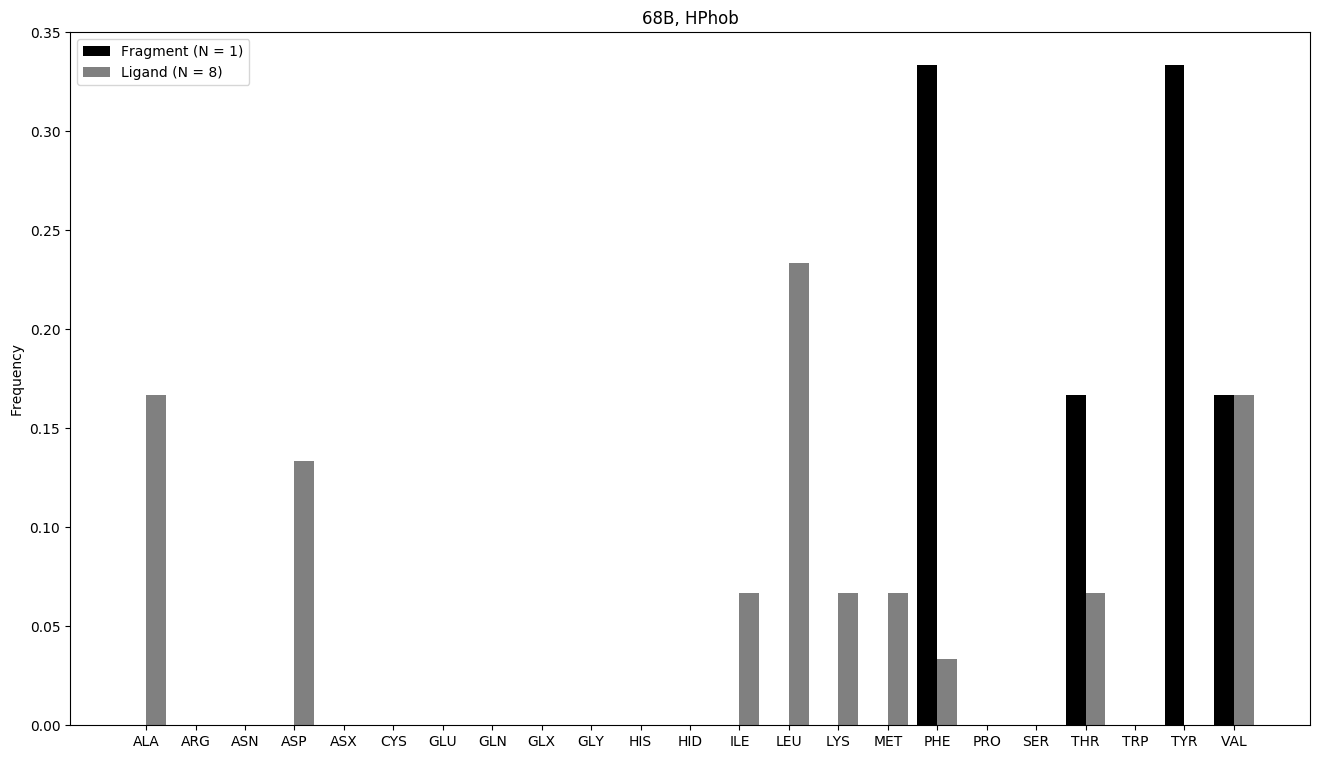 68B, HPhob
Fragment (N = 1)
Ligand (N = 8)
Frequency
0.35
0.30
0.25
0.20
0.15
0.10
0.05
0.00
ALA ARG ASN ASP ASX CYS GLU GLN GLX GLY HIS HID ILE LEU LYS MET PHE PRO SER THR TRP TYR VAL